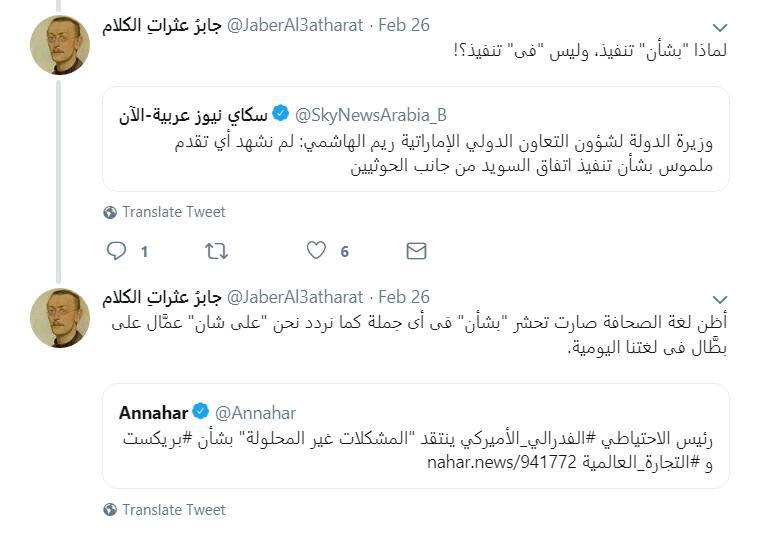 جابرُ عثراتِ الكلام @JaberAl3atharat · Feb 26
لماذا "بشأن" تنفيذ، وليس "فى" تنفيذ؟!
سكاي نيوز عربية-الآن @SkyNewsArabia_B
وزيرة الدولة لشؤون التعاون الدولي الإماراتية ريم الهاشمي: لم نشهد أي تقدم
ملموس بشأن تنفيذ اتفاق السويد من جانب الحوثيين
Translate Tweet
1 6
جابرُ عثراتِ الكلام @JaberAl3atharat · Feb 26
أظن لغة الصحافة صارت تحشر "بشأن" فى أى جملة كما نردد نحن "على شان" عمَّال على
بطَّال فى لغتنا اليومية.
Annahar @Annahar
رئيس الاحتياطي #الفدرالي_الأميركي ينتقد "المشكلات غير المحلولة" بشأن #بريكست
و #التجارة_العالمية nahar.news/941772
Translate Tweet